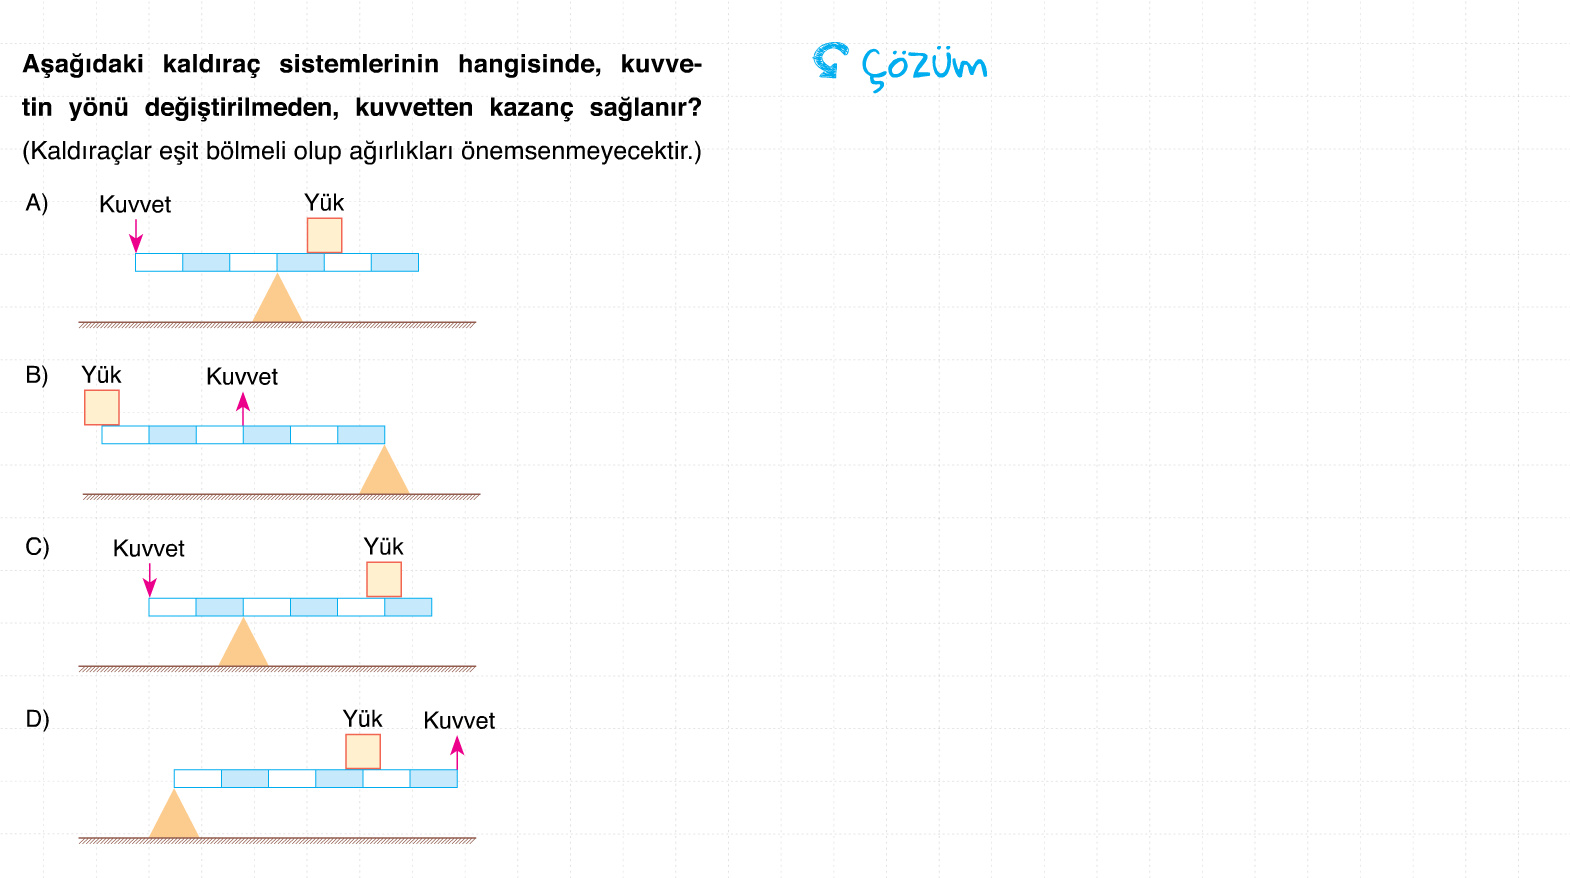 Aşağıdaki kaldıraç sistemlerinin hangisinde, kuvve-
tin yönü değiştirilmeden, kuvvetten kazanç sağlanır?
(Kaldıraçlar eşit bölmeli olup ağırlıkları önemsenmeyecektir.)
Çözüm
A) Kuvvet Yük
B) Yük Kuvvet
C) Kuvvet Yük
D) Yük Kuvvet